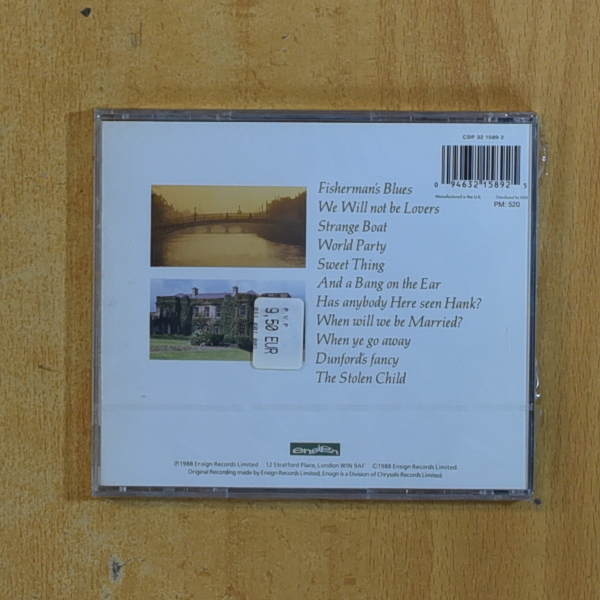 CDP 32 1589 2
0 94632 15892 5
Manufactured in the U.K.
PM: 520
Fisherman's Blues
We Will not be Lovers
Strange Boat
World Party
Sweet Thing
And a Bang on the Ear
Has anybody Here seen Hank?
When will we be Married?
When ye go away
Dunford's fancy
The Stolen Child
P.V.P
9,50 EUR
ensign
℗1988 Ensign Records Limited 12 Stratford Place, London W1N 9AF ©1988 Ensign Records Limited.
Original Recording made by Ensign Records Limited, Ensign is a Division of Chrysalis Records Limited.